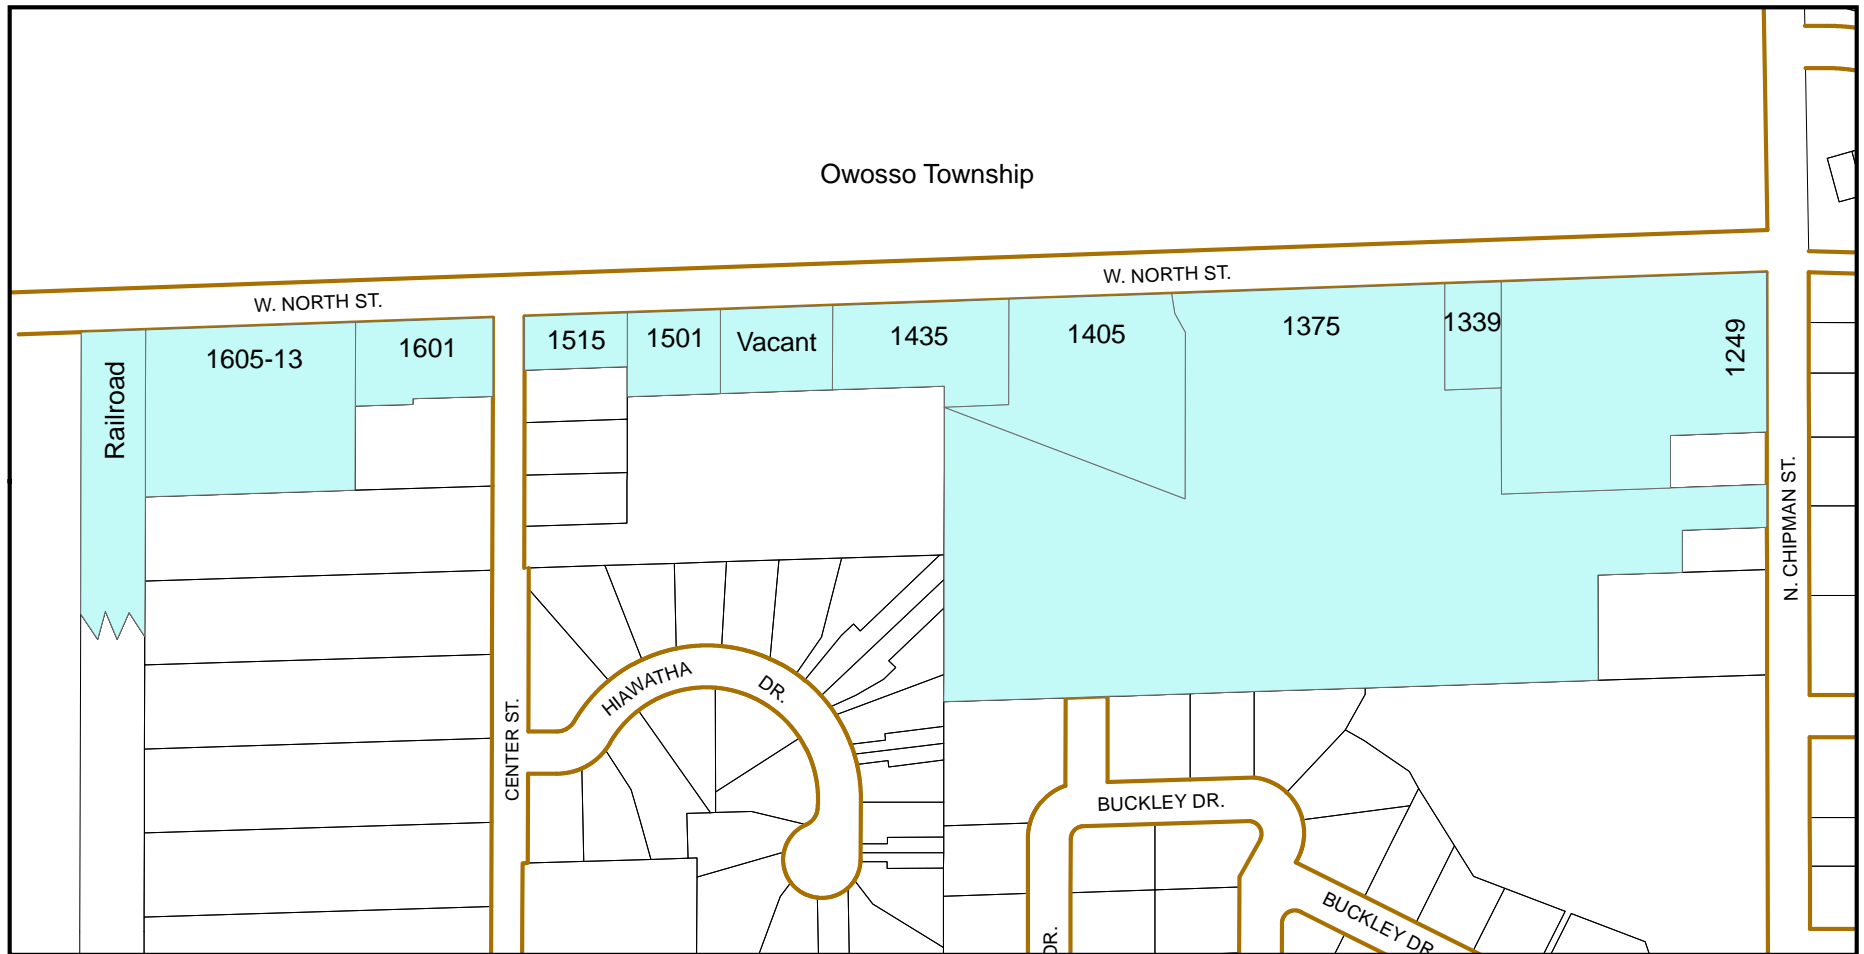 Owosso Township
W. NORTH ST.
W. NORTH ST.
Railroad
1605-13
1601
1515
1501
Vacant
1435
1405
1375
1339
1249
N. CHIPMAN ST.
CENTER ST.
HIAWATHA
DR.
BUCKLEY DR.
BUCKLEY DR
DR.